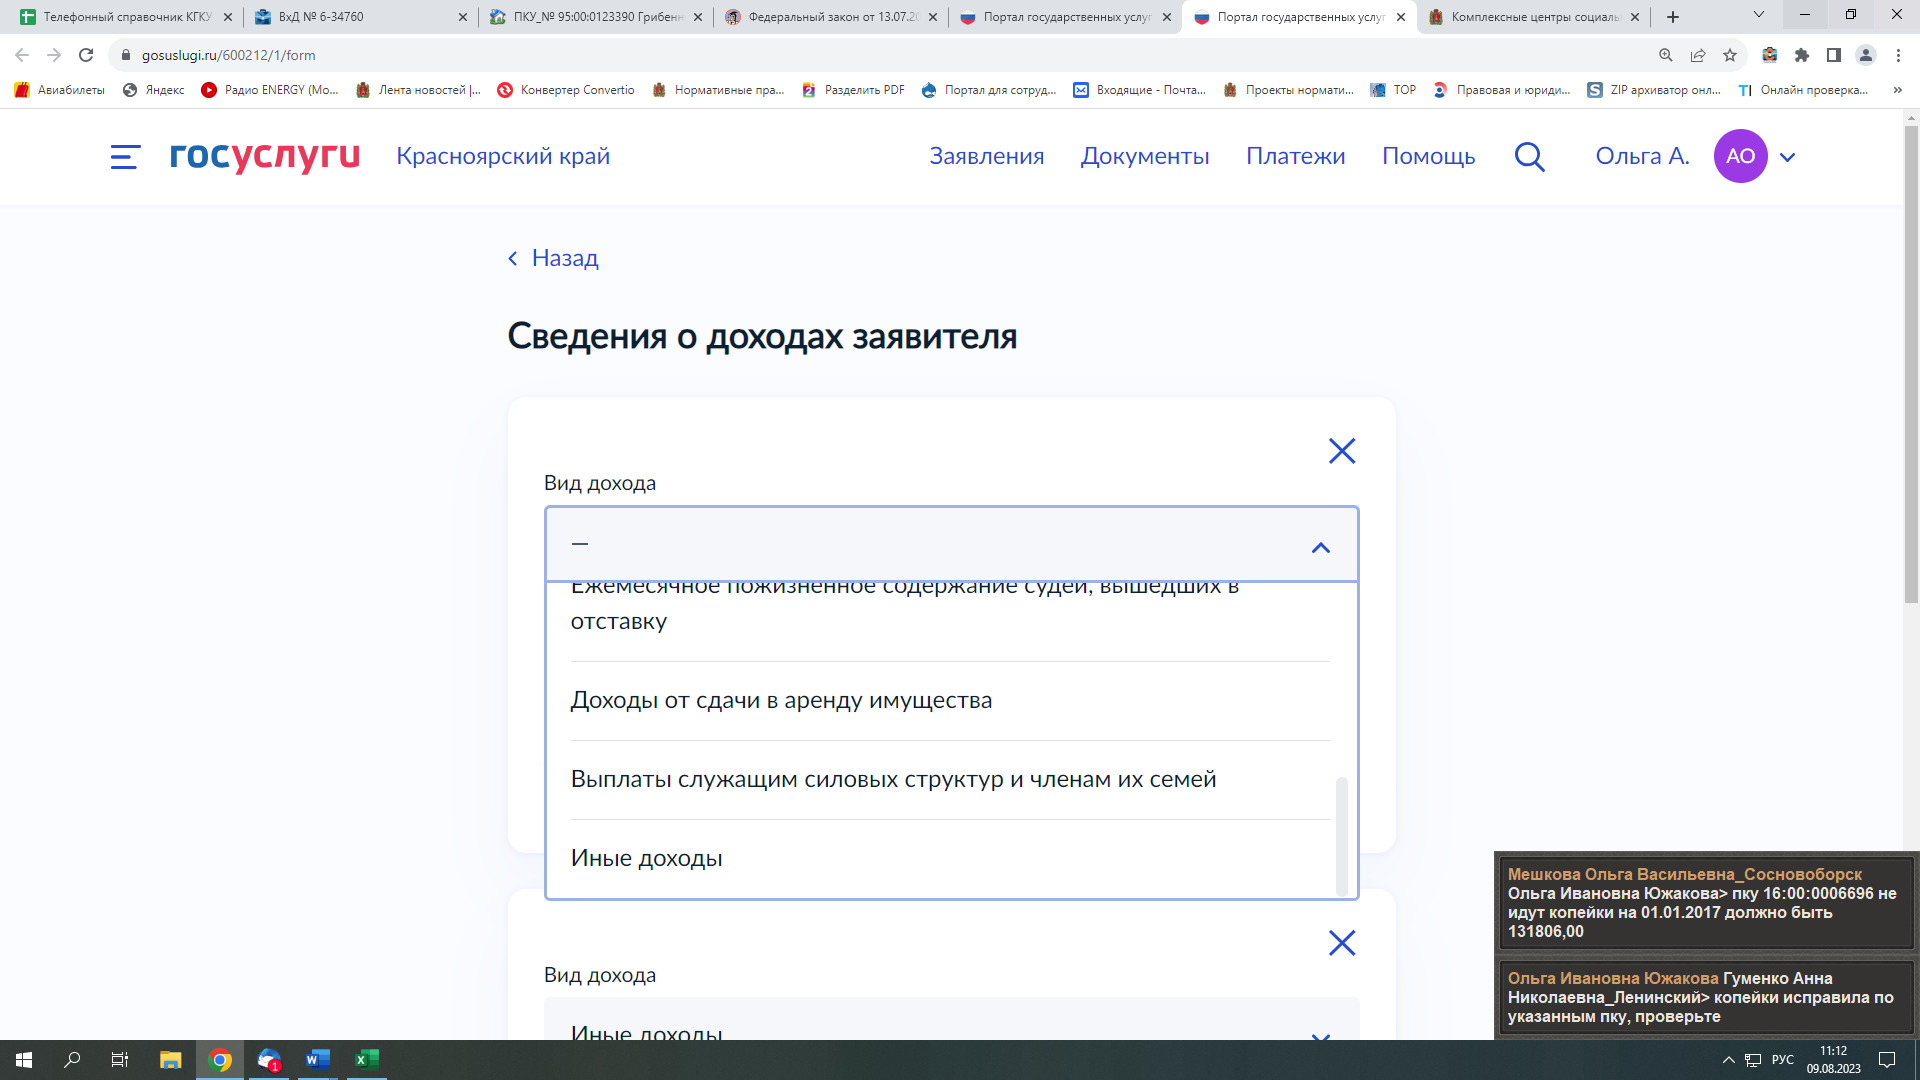 Телефонный справочник КГКУ
ВхД № 6-34760
ПКУ_№ 95:00:0123390 Грибен
Федеральный закон от 13.07.20
Портал государственных услуг
Портал государственных услуг
Комплексные центры социаль
gosuslugi.ru/600212/1/form
Авиабилеты
Яндекс
Радио ENERGY (Мо...
Лента новостей |...
Конвертер Convertio
Нормативные пра...
Разделить PDF
Портал для сотруд...
Входящие - Почта...
Проекты нормати...
ТОР
Правовая и юриди...
ZIP архиватор онл...
Онлайн проверка...
»
госуслуги
Красноярский край
Заявления
Документы
Платежи
Помощь
Ольга А.
АО
Назад
Сведения о доходах заявителя
Вид дохода
—
Ежемесячное пожизненное содержание судей, вышедших в
отставку
Доходы от сдачи в аренду имущества
Выплаты служащим силовых структур и членам их семей
Иные доходы
Вид дохода
Иные доходы
Мешкова Ольга Васильевна_Сосновоборск
Ольга Ивановна Южакова> пку 16:00:0006696 не
идут копейки на 01.01.2017 должно быть
131806,00
Ольга Ивановна Южакова Гуменко Анна
Николаевна_Ленинский> копейки исправила по
указанным пку, проверьте
1
РУС
11:12
09.08.2023